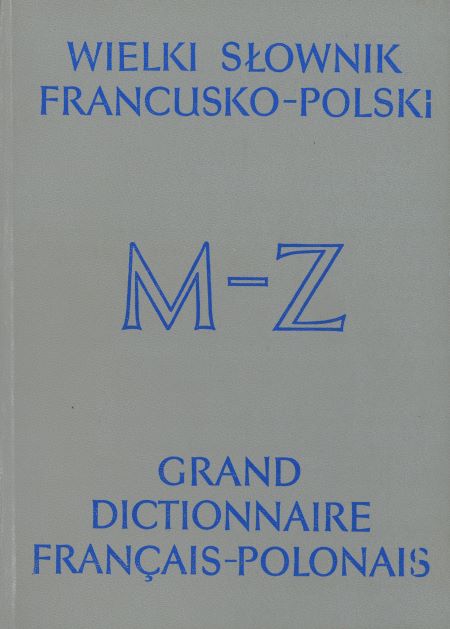 WIELKI SŁOWNIK
FRANCUSKO-POLSKI
M-Z
GRAND
DICTIONNAIRE
FRANÇAIS-POLONAIS